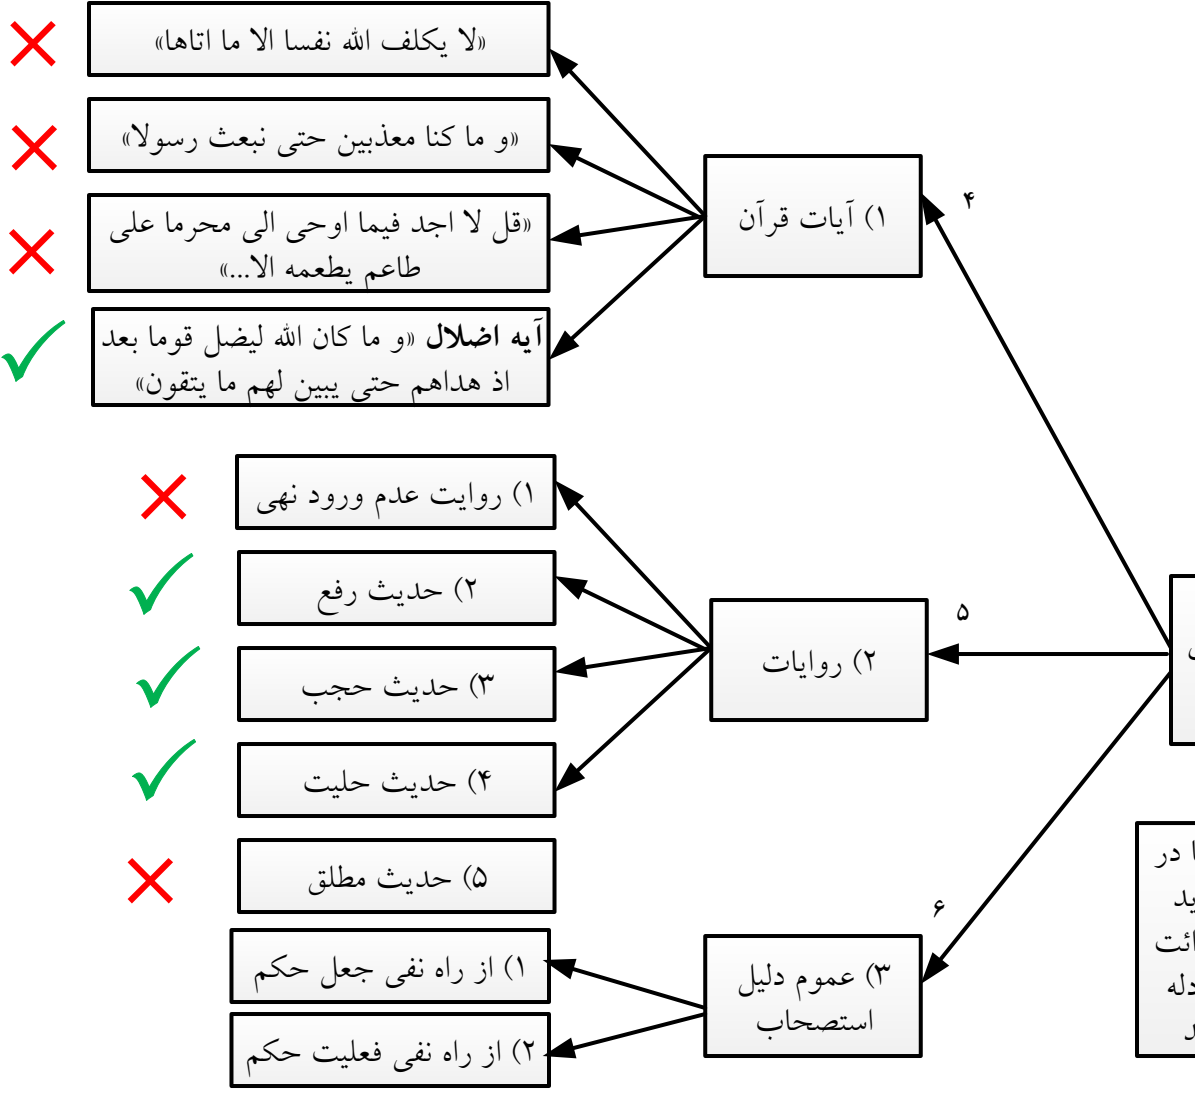 «لا یکلف الله نفسا الا ما اتاها»
«و ما کنا معذبین حتی نبعث رسولا»
«قل لا اجد فیما اوحی الی محرما علی
طاعم یطعمه الا...»
آیه اضلال «و ما کان الله لیضل قوما بعد
اذ هداهم حتی یبین لهم ما یتقون»
۱) آیات قرآن
۴
۱) روایت عدم ورود نهی
۲) حدیث رفع
۳) حدیث حجب
۴) حدیث حلیت
۵) حدیث مطلق
۲) روایات
۵
۱) از راه نفی جعل حکم
۲) از راه نفی فعلیت حکم
۳) عموم دلیل
استصحاب
۶
در